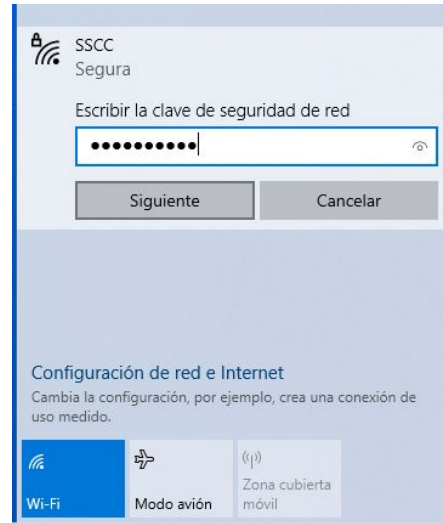 SSCC
Segura
Escribir la clave de seguridad de red
••••••••••
Siguiente Cancelar
Configuración de red e Internet
Cambia la configuración, por ejemplo, crea una conexión de
uso medido.
Wi-Fi Modo avión Zona cubierta
móvil